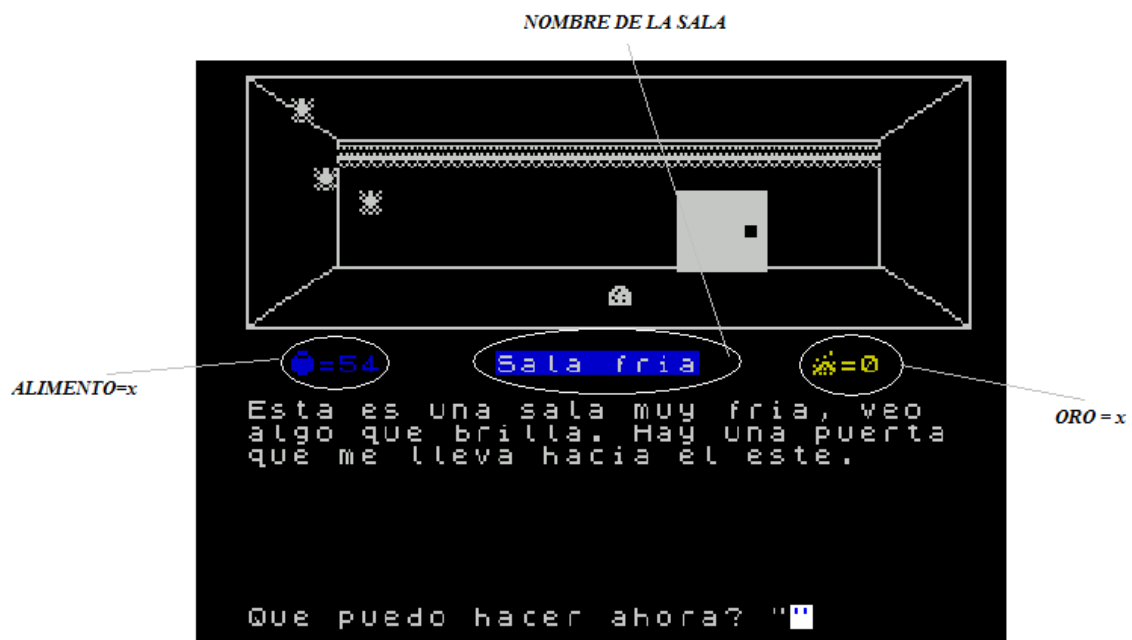 NOMBRE DE LA SALA
=54
Sala fria
=0
ALIMENTO=x
ORO = x
Esta es una sala muy fria, veo
algo que brilla. Hay una puerta
que me lleva hacia el este.
Que puedo hacer ahora? """